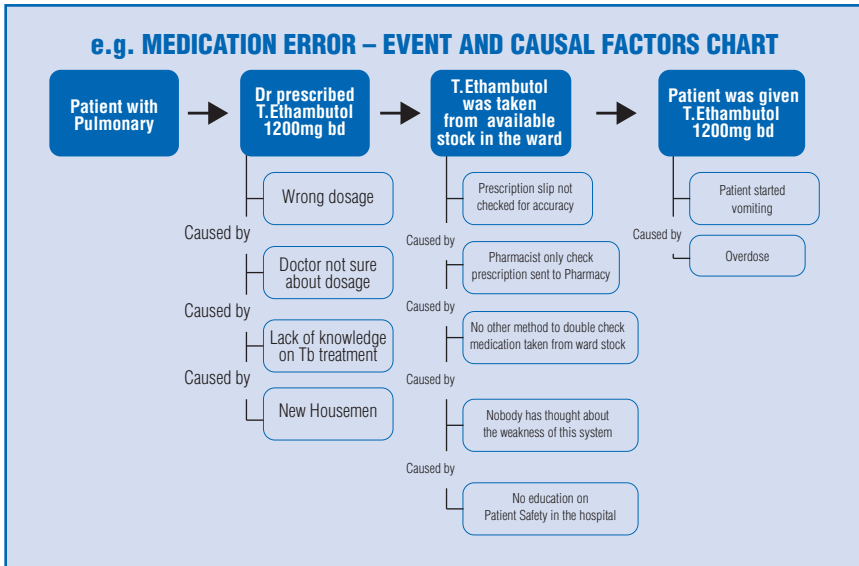 e.g. MEDICATION ERROR – EVENT AND CAUSAL FACTORS CHART
Patient with
Pulmonary
Dr prescribed
T.Ethambutol
1200mg bd
T.Ethambutol
was taken
from available
stock in the ward
Patient was given
T.Ethambutol
1200mg bd
Wrong dosage
Caused by
Doctor not sure
about dosage
Caused by
Lack of knowledge
on Tb treatment
Caused by
New Housemen
Prescription slip not
checked for accuracy
Caused by
Pharmacist only check
prescription sent to Pharmacy
Caused by
No other method to double check
medication taken from ward stock
Caused by
Nobody has thought about
the weakness of this system
Caused by
No education on
Patient Safety in the hospital
Patient started
vomiting
Caused by
Overdose